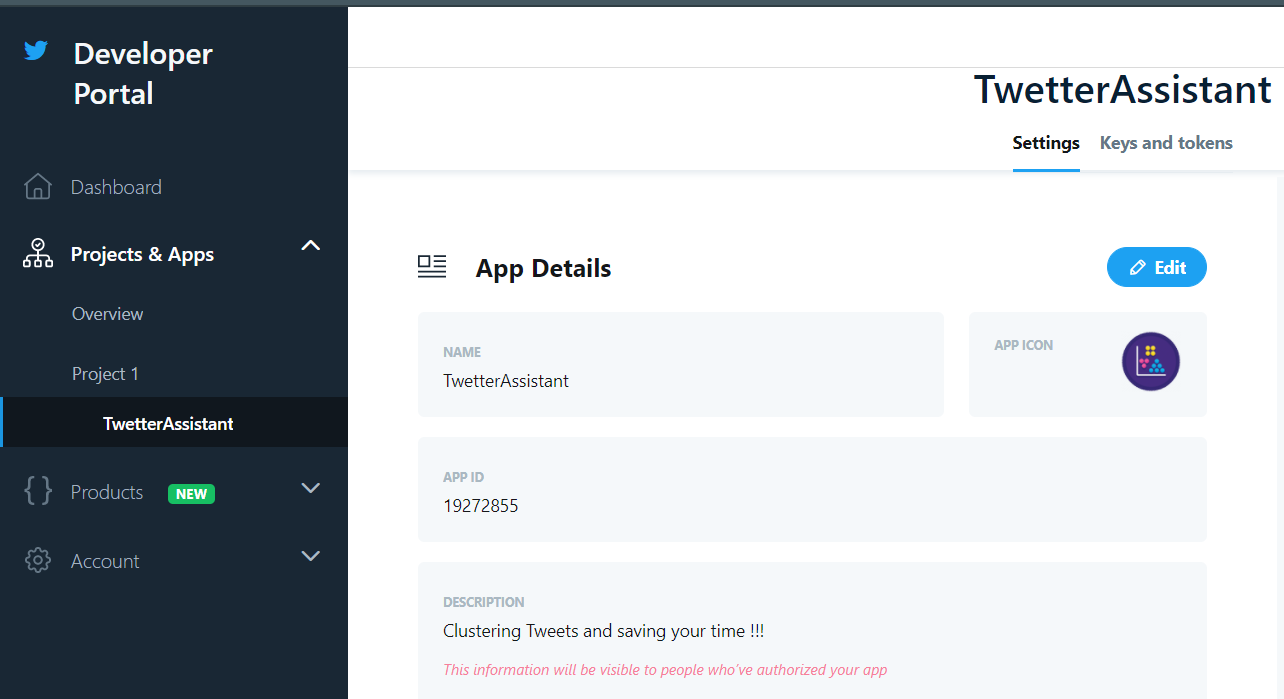 Developer
Portal
Dashboard
Projects & Apps
Overview
Project 1
TwetterAssistant
Products NEW
Account
TwetterAssistant
Settings Keys and tokens
App Details
Edit
NAME
TwetterAssistant
APP ICON
APP ID
19272855
DESCRIPTION
Clustering Tweets and saving your time !!!
This information will be visible to people who've authorized your app